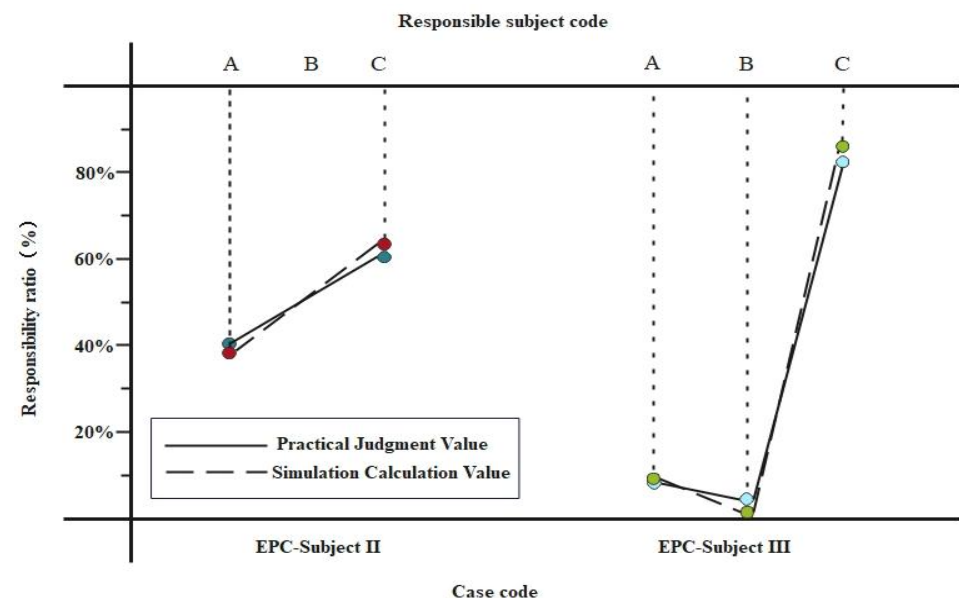 Responsible subject code
A B C A B C
80%
60%
40%
20%
Responsibility ratio (%)
Practical Judgment Value
Simulation Calculation Value
EPC-Subject II EPC-Subject III
Case code